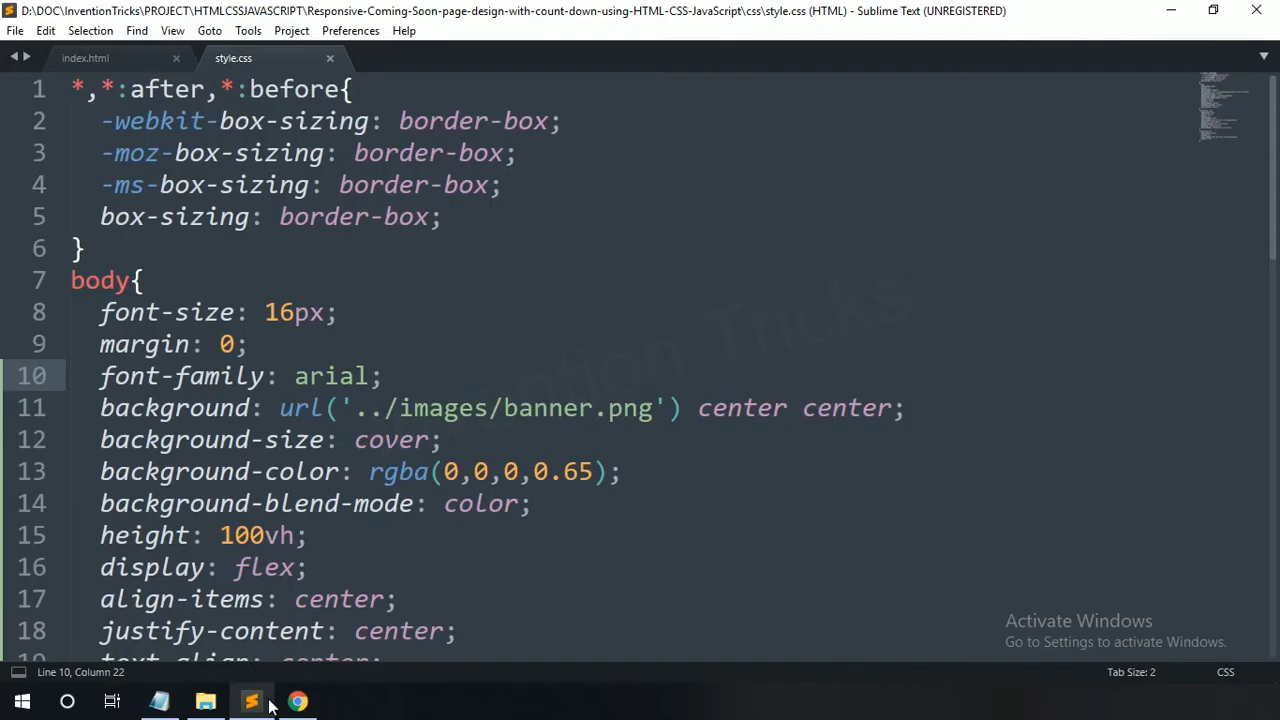 D:\DOC\InventionTricks\PROJECT\HTMLCSSJAVASCRIPT\Responsive-Coming-Soon-page-design-with-count-down-using-HTML-CSS-JavaScript\css\style.css (HTML) - Sublime Text (UNREGISTERED)
File Edit Selection Find View Goto Tools Project Preferences Help
index.html style.css
1 *,*:after,*:before{
2 -webkit-box-sizing: border-box;
3 -moz-box-sizing: border-box;
4 -ms-box-sizing: border-box;
5 box-sizing: border-box;
6 }
7 body{
8 font-size: 16px;
9 margin: 0;
10 font-family: arial;
11 background: url('../images/banner.png') center center;
12 background-size: cover;
13 background-color: rgba(0,0,0,0.65);
14 background-blend-mode: color;
15 height: 100vh;
16 display: flex;
17 align-items: center;
18 justify-content: center;
19 text-align: center;
Invention Tricks
Activate Windows
Go to Settings to activate Windows.
Line 10, Column 22 Tab Size: 2 CSS